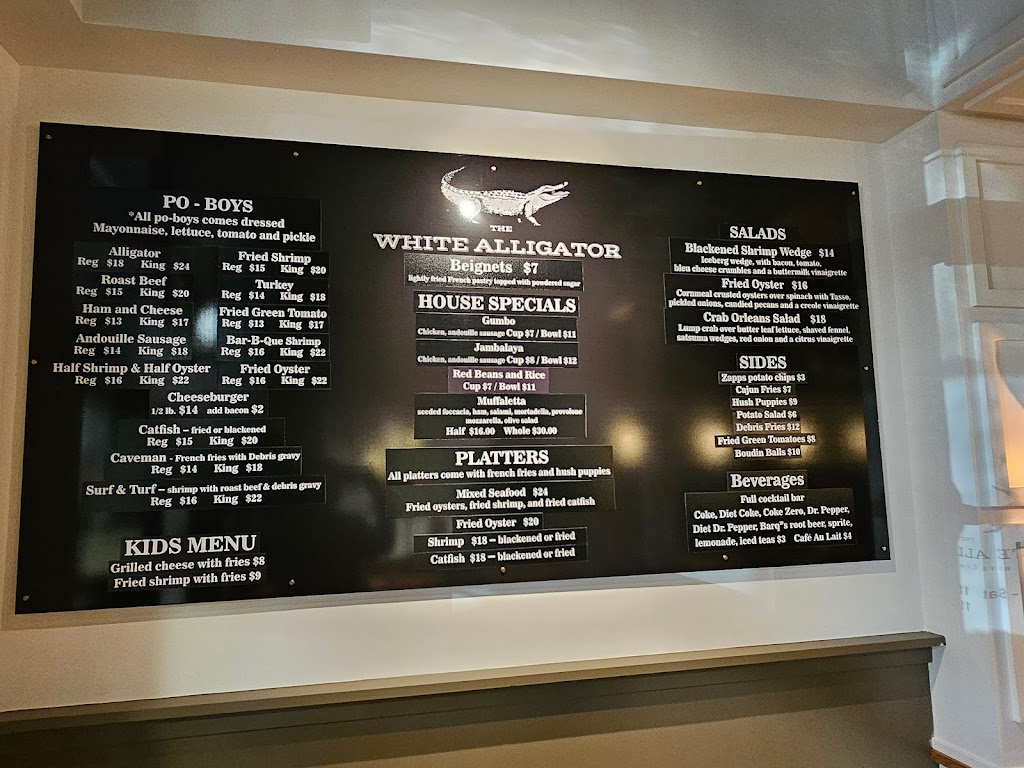 PO - BOYS
*All po-boys comes dressed
Mayonnaise, lettuce, tomato and pickle
Alligator
Reg $18 King $24
Roast Beef
Reg $15 King $20
Ham and Cheese
Reg $13 King $17
Andouille Sausage
Reg $14 King $18
Half Shrimp & Half Oyster
Reg $16 King $22
Fried Shrimp
Reg $15 King $20
Turkey
Reg $14 King $18
Fried Green Tomato
Reg $13 King $17
Bar-B-Que Shrimp
Reg $16 King $22
Fried Oyster
Reg $16 King $22
Cheeseburger
1/2 lb. $14 add bacon $2
Catfish – fried or blackened
Reg $15 King $20
Caveman - French fries with Debris gravy
Reg $14 King $18
Surf & Turf – shrimp with roast beef & debris gravy
Reg $16 King $22
KIDS MENU
Grilled cheese with fries $8
Fried shrimp with fries $9
THE
WHITE ALLIGATOR
Beignets $7
lightly fried French pastry topped with powdered sugar
HOUSE SPECIALS
Gumbo
Chicken, andouille sausage Cup $7 / Bowl $11
Jambalaya
Chicken, andouille sausage Cup $8 / Bowl $12
Red Beans and Rice
Cup $7 / Bowl $11
Muffaletta
seeded foccacia, ham, salami, mortadella, provolone
mozzarella, olive salad
Half $16.00 Whole $30.00
PLATTERS
All platters come with french fries and hush puppies
Mixed Seafood $24
Fried oysters, fried shrimp, and fried catfish
Fried Oyster $20
Shrimp $18 – blackened or fried
Catfish $18 – blackened or fried
SALADS
Blackened Shrimp Wedge $14
Iceberg wedge, with bacon, tomato,
bleu cheese crumbles and a buttermilk vinaigrette
Fried Oyster $16
Cornmeal crusted oysters over spinach with Tasso,
pickled onions, candied pecans and a creole vinaigrette
Crab Orleans Salad $18
Lump crab over butter leaf lettuce, shaved fennel,
satsuma wedges, red onion and a citrus vinaigrette
SIDES
Zapps potato chips $3
Cajun Fries $7
Hush Puppies $9
Potato Salad $6
Debris Fries $12
Fried Green Tomatoes $8
Boudin Balls $10
Beverages
Full cocktail bar
Coke, Diet Coke, Coke Zero, Dr. Pepper,
Diet Dr. Pepper, Barq"s root beer, sprite,
lemonade, iced teas $3 Café Au Lait $4